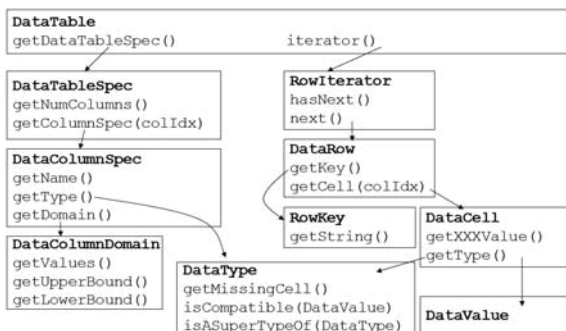 DataTable
getDataTableSpec() iterator()
DataTableSpec
getNumColumns()
getColumnSpec(colIdx)
RowIterator
hasNext()
next()
DataColumnSpec
getName()
getType()
getDomain()
DataRow
getKey()
getCell(colIdx)
RowKey
getString()
DataCell
getXXXValue()
getType()
DataColumnDomain
getValues()
getUpperBound()
getLowerBound()
DataType
getMissingCell()
isCompatible(DataValue)
isASuperTypeOf(DataType)
DataValue